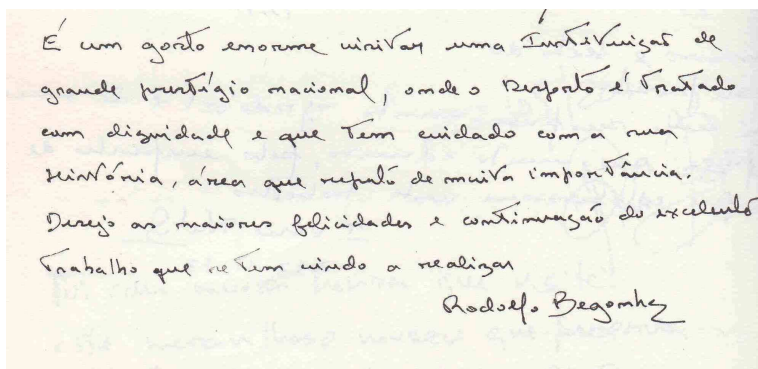 É um gosto enorme visitar uma Instituição de
grande prestígio nacional, onde o Desporto é tratado
com dignidade e que tem cuidado com a sua
História, área que reputo de muita importância.
Desejo as maiores felicidades e continuação do excelente
trabalho que se tem vindo a realizar
Rodolfo Begonha